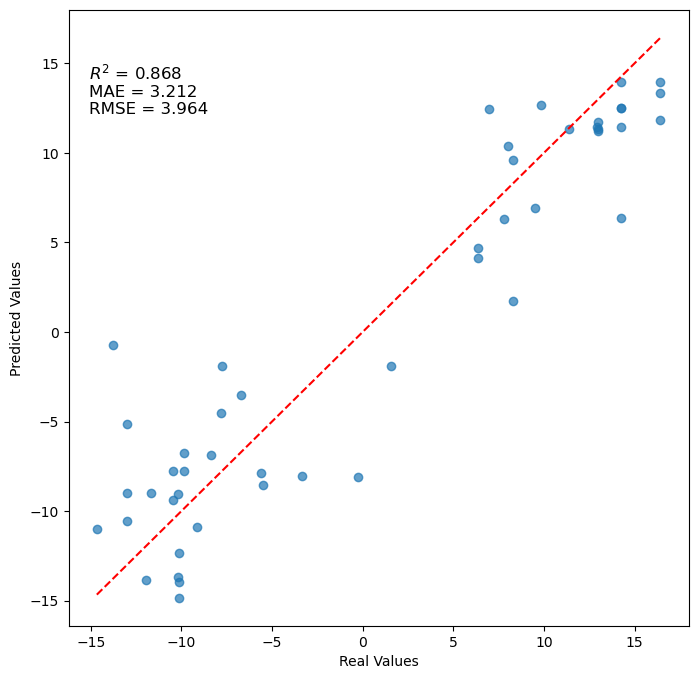 R² = 0.868
MAE = 3.212
RMSE = 3.964
Predicted Values
15
10
5
0
−5
−10
−15
−15
−10
−5
0
5
10
15
Real Values